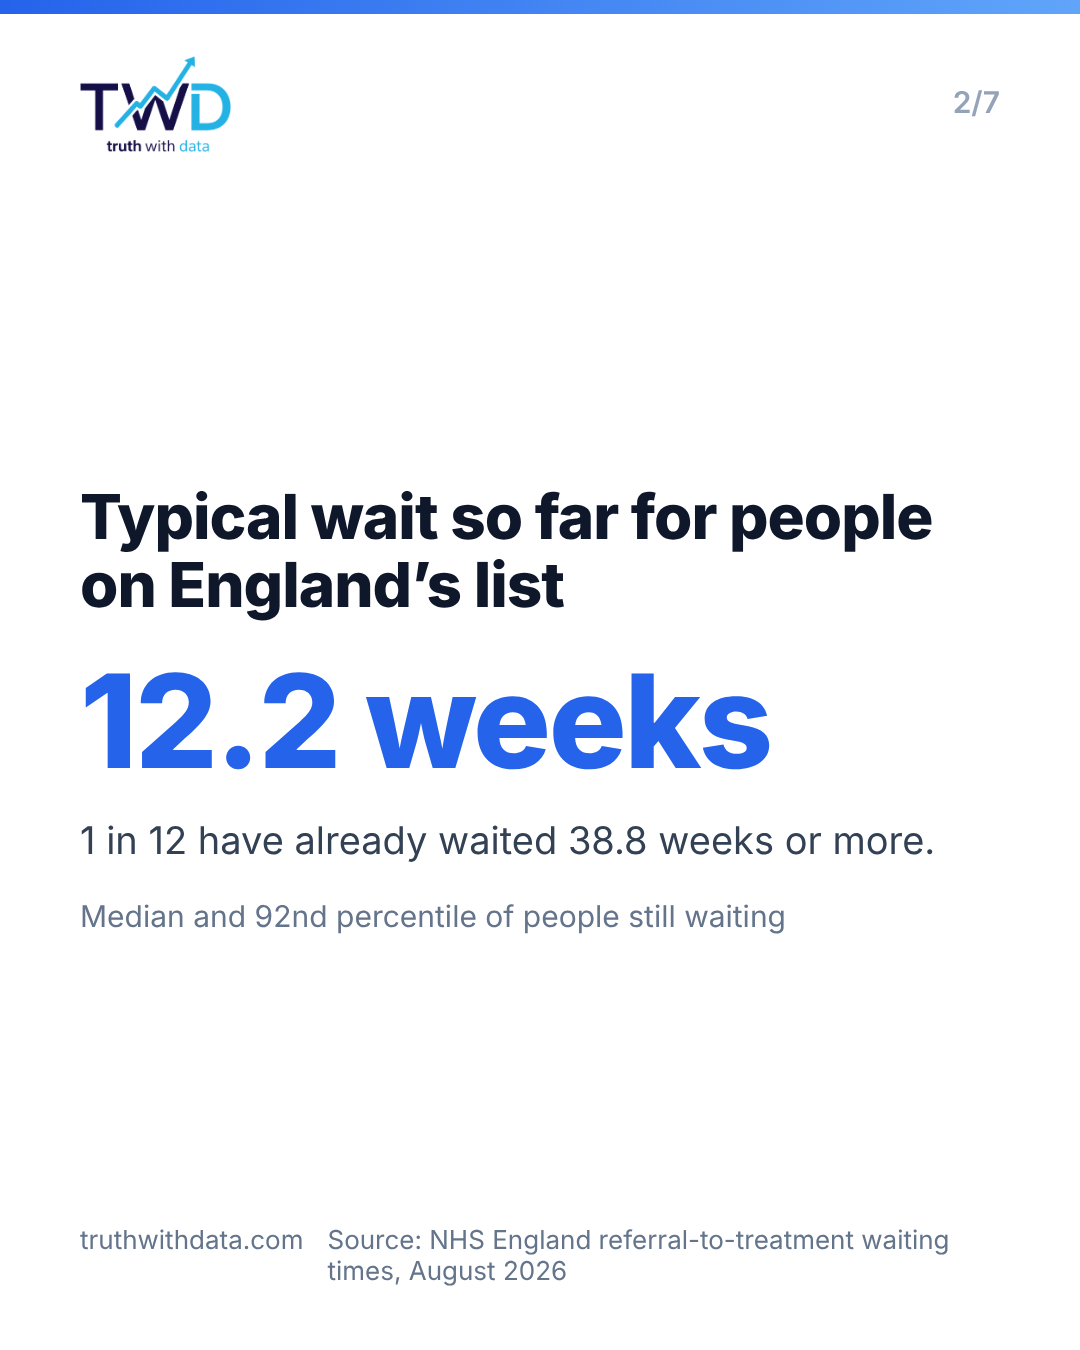 TWD
truth with data
2/7
Typical wait so far for people
on England’s list
12.2 weeks
1 in 12 have already waited 38.8 weeks or more.
Median and 92nd percentile of people still waiting
truthwithdata.com
Source: NHS England referral-to-treatment waiting
times, August 2026